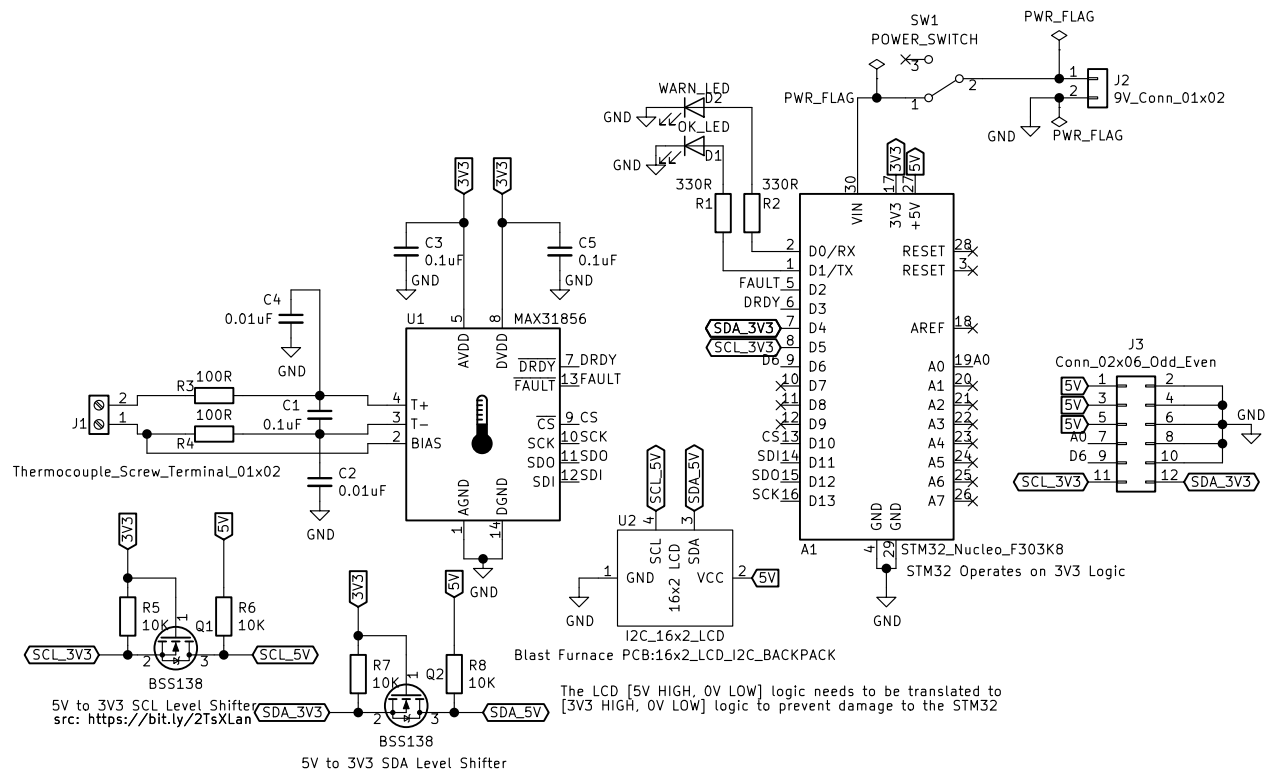 PWR_FLAG
SW1
POWER_SWITCH
3
2
1
PWR_FLAG
1
2
J2
9V_Conn_01x02
GND
PWR_FLAG
WARN_LED
D2
GND
OK_LED
D1
GND
330R
R1
330R
R2
30
17
27
3V3
5V
VIN
3V3
+5V
2 D0/RX
1 D1/TX
FAULT 5 D2
DRDY 6 D3
SDA_3V3 7 D4
SCL_3V3 8 D5
D6 9 D6
10 D7
11 D8
12 D9
CS 13 D10
SDI 14 D11
SDO 15 D12
SCK 16 D13
RESET 28
RESET 3
AREF 18
A0 19 A0
A1 20
A2 21
A3 22
A4 23
A5 24
A6 25
A7 26
GND
GND
4
29
A1
STM32_Nucleo_F303K8
STM32 Operates on 3V3 Logic
GND
3V3
3V3
C3
0.1uF
GND
C5
0.1uF
GND
C4
0.01uF
GND
U1
5
8
MAX31856
AVDD
DVDD
DRDY 7 DRDY
FAULT 13 FAULT
CS 9 CS
SCK 10 SCK
SDO 11 SDO
SDI 12 SDI
4 T+
3 T-
2 BIAS
AGND
DGND
1
14
GND
R3
100R
C1
0.1uF
100R
R4
J1
2
1
Thermocouple_Screw_Terminal_01x02
C2
0.01uF
GND
J3
Conn_02x06_Odd_Even
5V 1 2
5V 3 4
5V 5 6
A0 7 8
D6 9 10
SCL_3V3 11 12 SDA_3V3
GND
SCL_5V
SDA_5V
U2
4
3
SCL
16x2 LCD
SDA
1 GND
VCC 2 5V
GND
I2C_16x2_LCD
Blast Furnace PCB:16x2_LCD_I2C_BACKPACK
3V3
5V
R5
10K
Q1
1
R6
10K
SCL_3V3
2
3
SCL_5V
BSS138
5V to 3V3 SCL Level Shifter
src: https://bit.ly/2TsXLan
3V3
5V
R7
10K
Q2
1
R8
10K
SDA_3V3
2
3
SDA_5V
BSS138
5V to 3V3 SDA Level Shifter
The LCD [5V HIGH, 0V LOW] logic needs to be translated to
[3V3 HIGH, 0V LOW] logic to prevent damage to the STM32